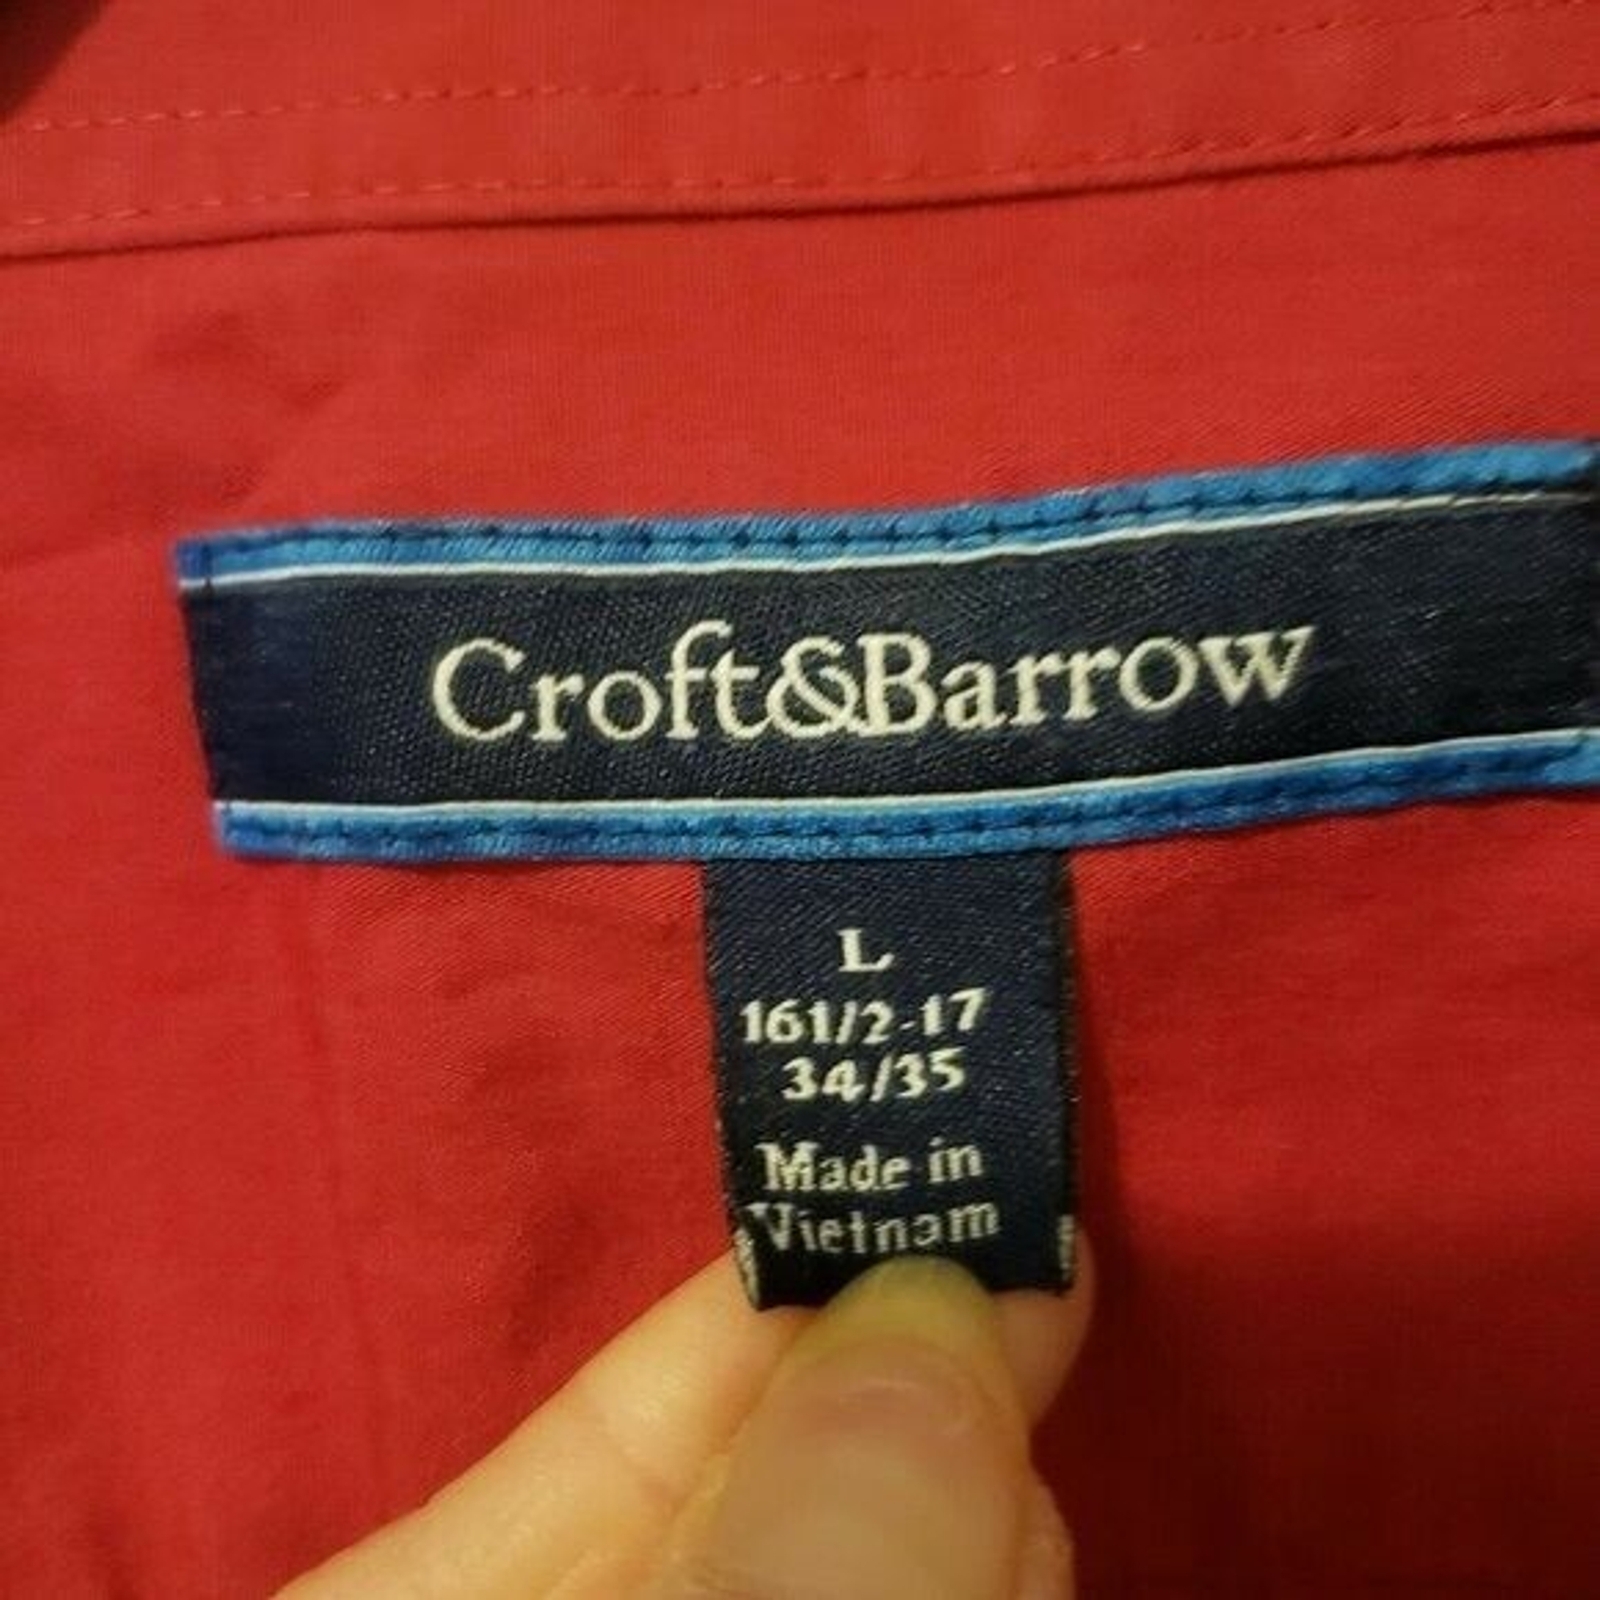 Croft&Barrow
L
161/2-17
34/35
Made in
Vietnam